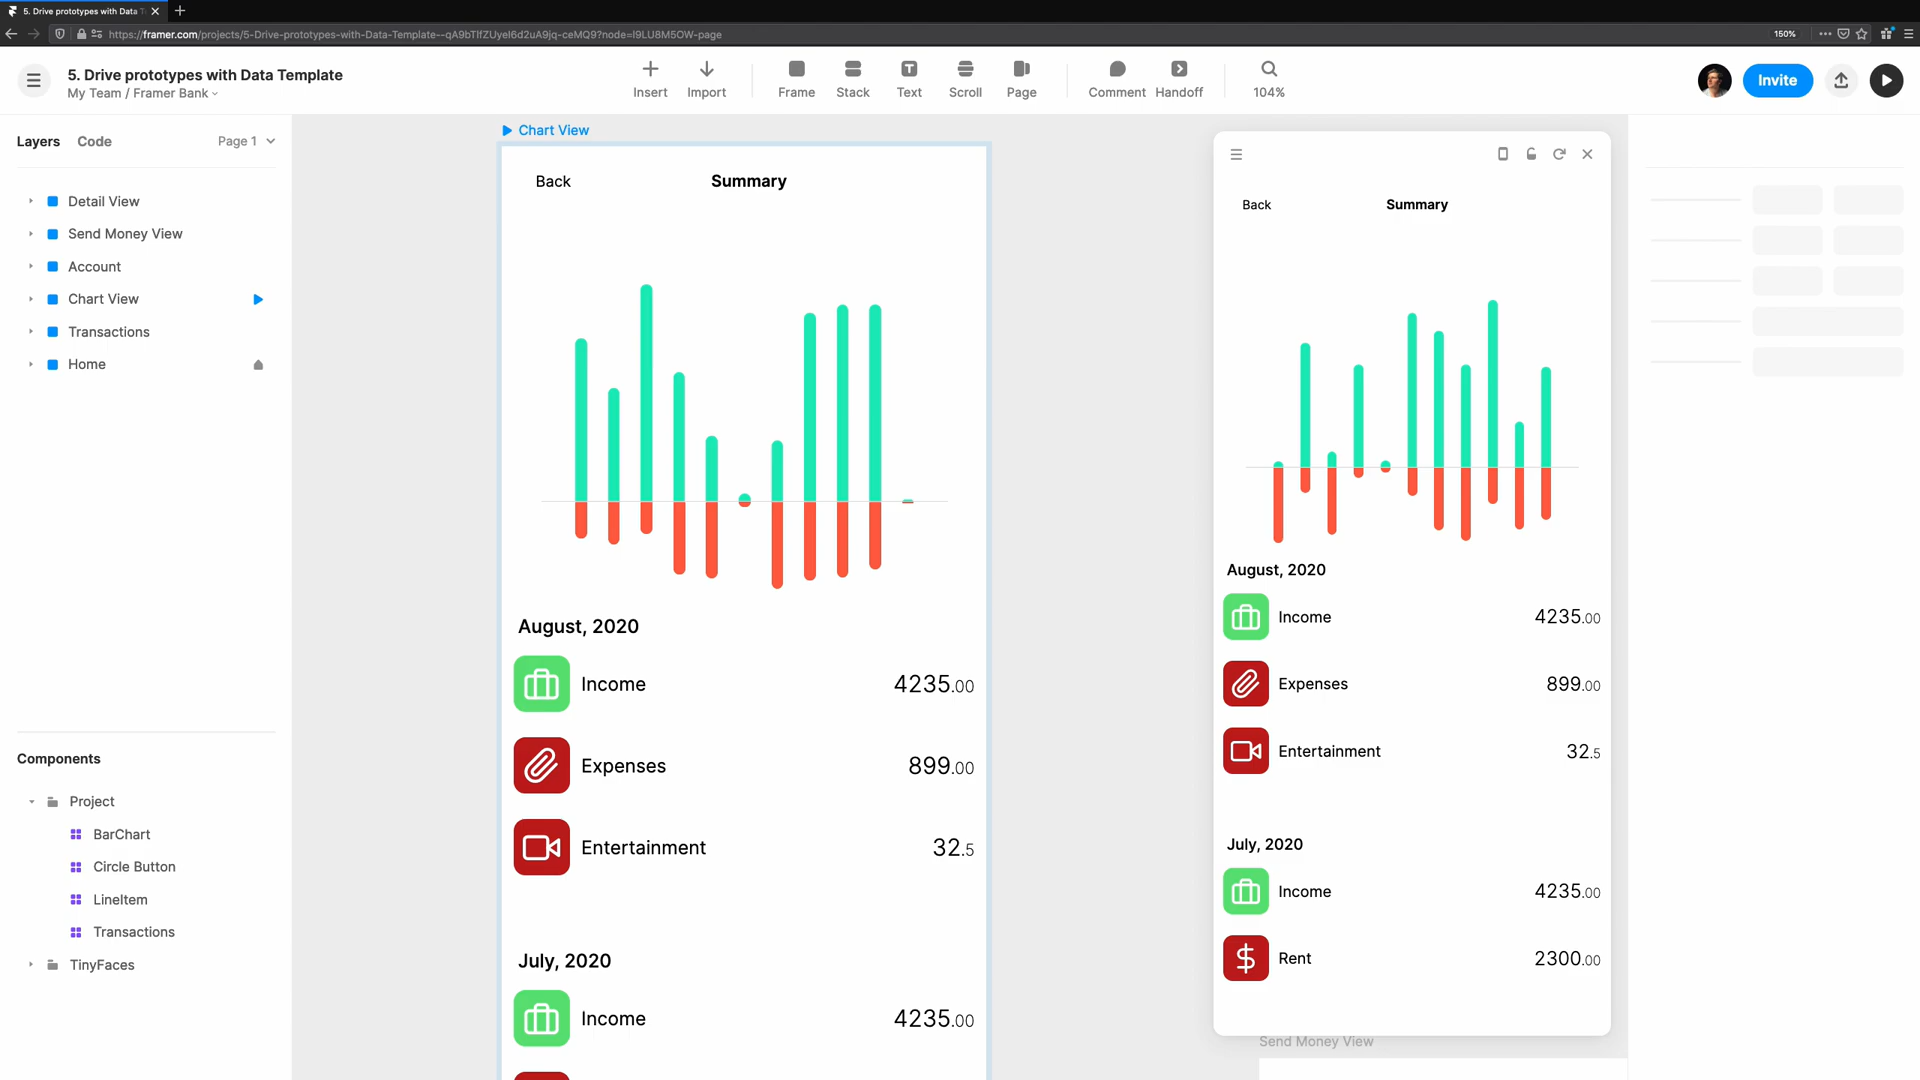 5. Drive prototypes with Data T
https://framer.com/projects/5-Drive-prototypes-with-Data-Template--qA9bTlfZUyel6d2uA9jq-ceMQ9?node=I9LU8M5OW-page
150%
5. Drive prototypes with Data Template
My Team / Framer Bank
Insert
Import
Frame
Stack
Text
Scroll
Page
Comment
Handoff
104%
Invite
Layers
Code
Page 1
Detail View
Send Money View
Account
Chart View
Transactions
Home
Components
Project
BarChart
Circle Button
LineItem
Transactions
TinyFaces
Chart View
Back
Summary
August, 2020
Income
4235.00
Expenses
899.00
Entertainment
32.5
July, 2020
Income
4235.00
Back
Summary
August, 2020
Income
4235.00
Expenses
899.00
Entertainment
32.5
July, 2020
Income
4235.00
Rent
2300.00
Send Money View